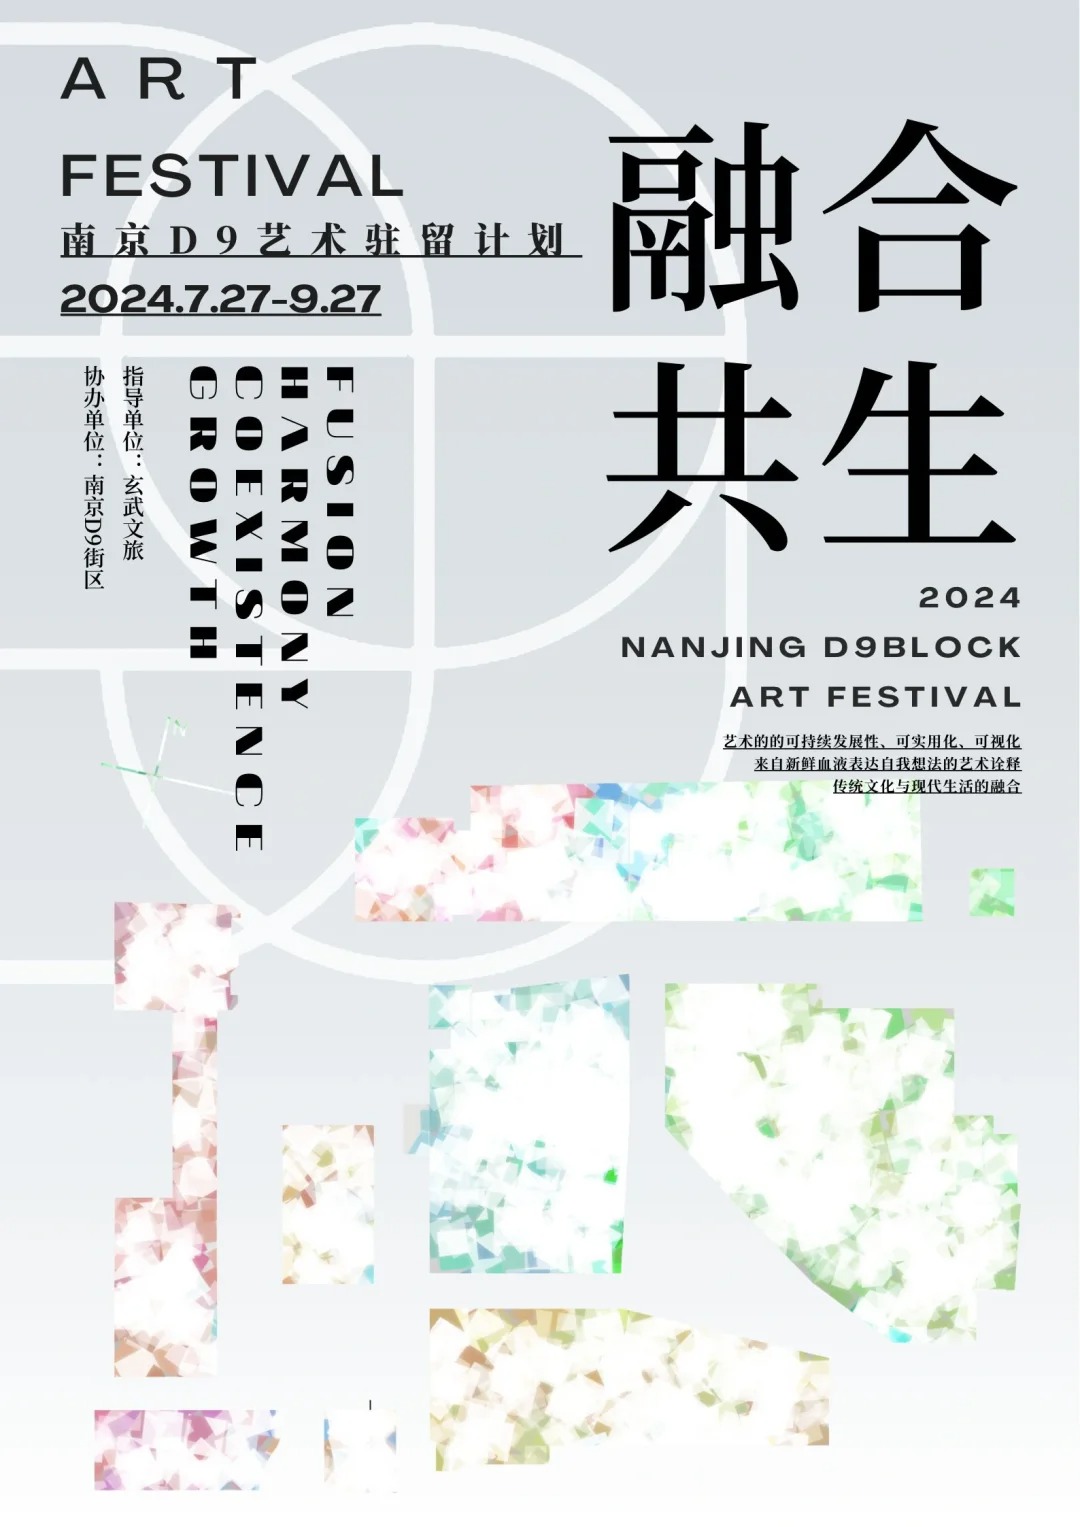 ART
FESTIVAL
南京D9艺术驻留计划
2024.7.27-9.27
融合
共生
FUSION
HARMONY
COEXISTENCE
GROWTH
指导单位：玄武文旅
协办单位：南京D9街区
2024
NANJING D9BLOCK
ART FESTIVAL
艺术的的可持续发展性、可实用化、可视化
来自新鲜血液表达自我想法的艺术诠释
传统文化与现代生活的融合